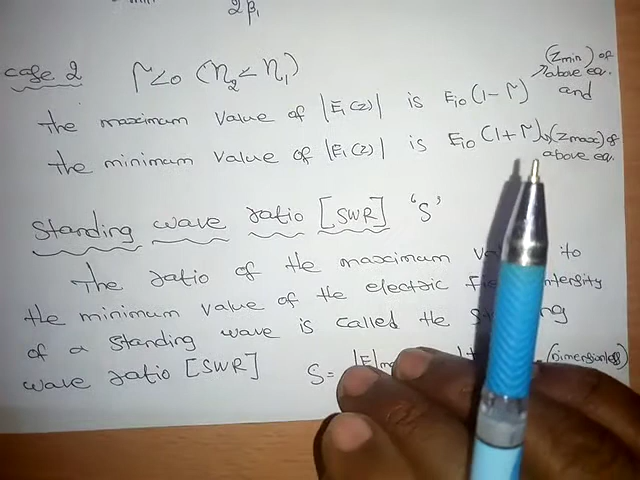 2β₁
case 2 Γ<0 (η₂<η₁)
the maximum value of |E₁(z)| is E₁₀(1-Γ) (Zmin) of above eq. and
the minimum value of |E₁(z)| is E₁₀(1+Γ) (Zmax) of above eq.
Standing wave ratio [SWR] 'S'
The ratio of the maximum to
the minimum value of the electric
of a standing wave is called the
wave ratio [SWR] S= (Dimensionless)